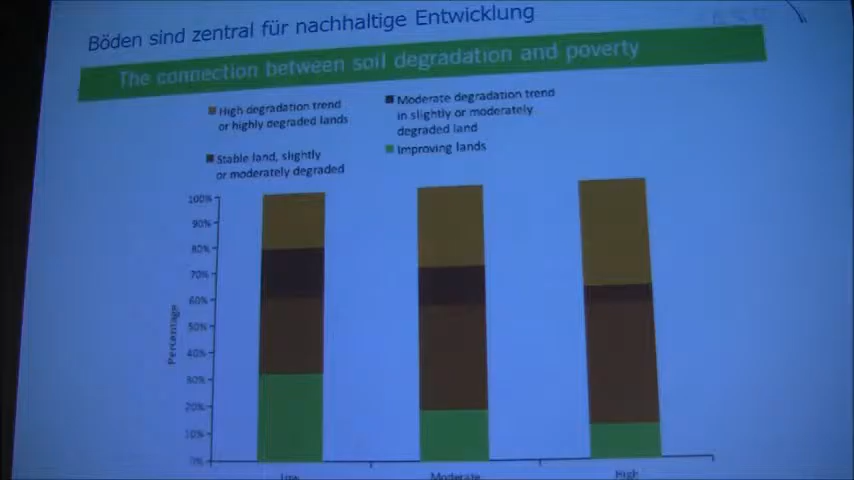 Böden sind zentral für nachhaltige Entwicklung
The connection between soil degradation and poverty
High degradation trend
or highly degraded lands
Moderate degradation trend
in slightly or moderately
degraded land
Stable land, slightly
or moderately degraded
Improving lands
100%
90%
80%
70%
60%
50%
40%
30%
20%
10%
0%
Percentage
Low
Moderate
High